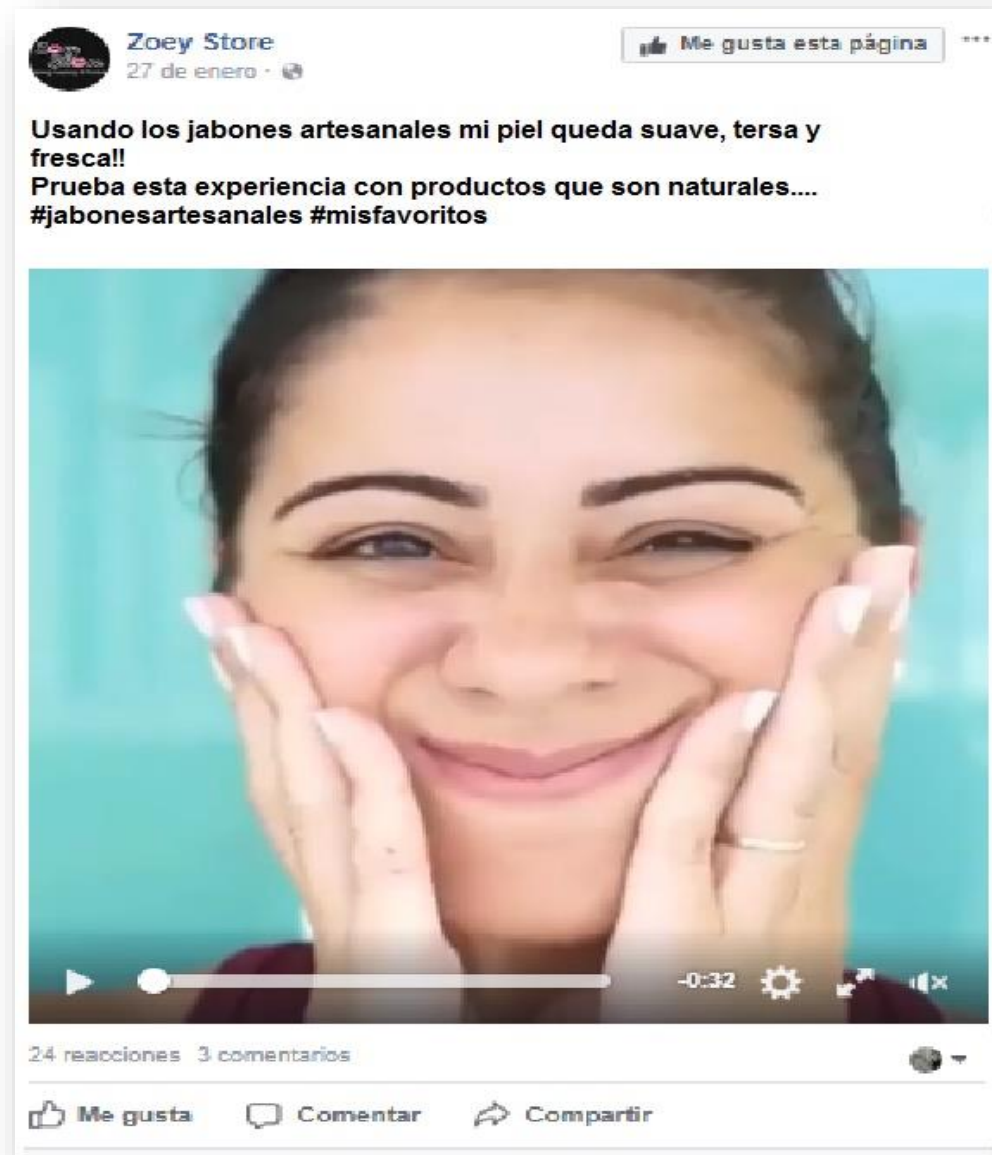 Zoey Store
Me gusta esta página
27 de enero
Usando los jabones artesanales mi piel queda suave, tersa y
fresca!!
Prueba esta experiencia con productos que son naturales....
#jabonesartesanales #misfavoritos
-0:32
24 reacciones 3 comentarios
Me gusta Comentar Compartir